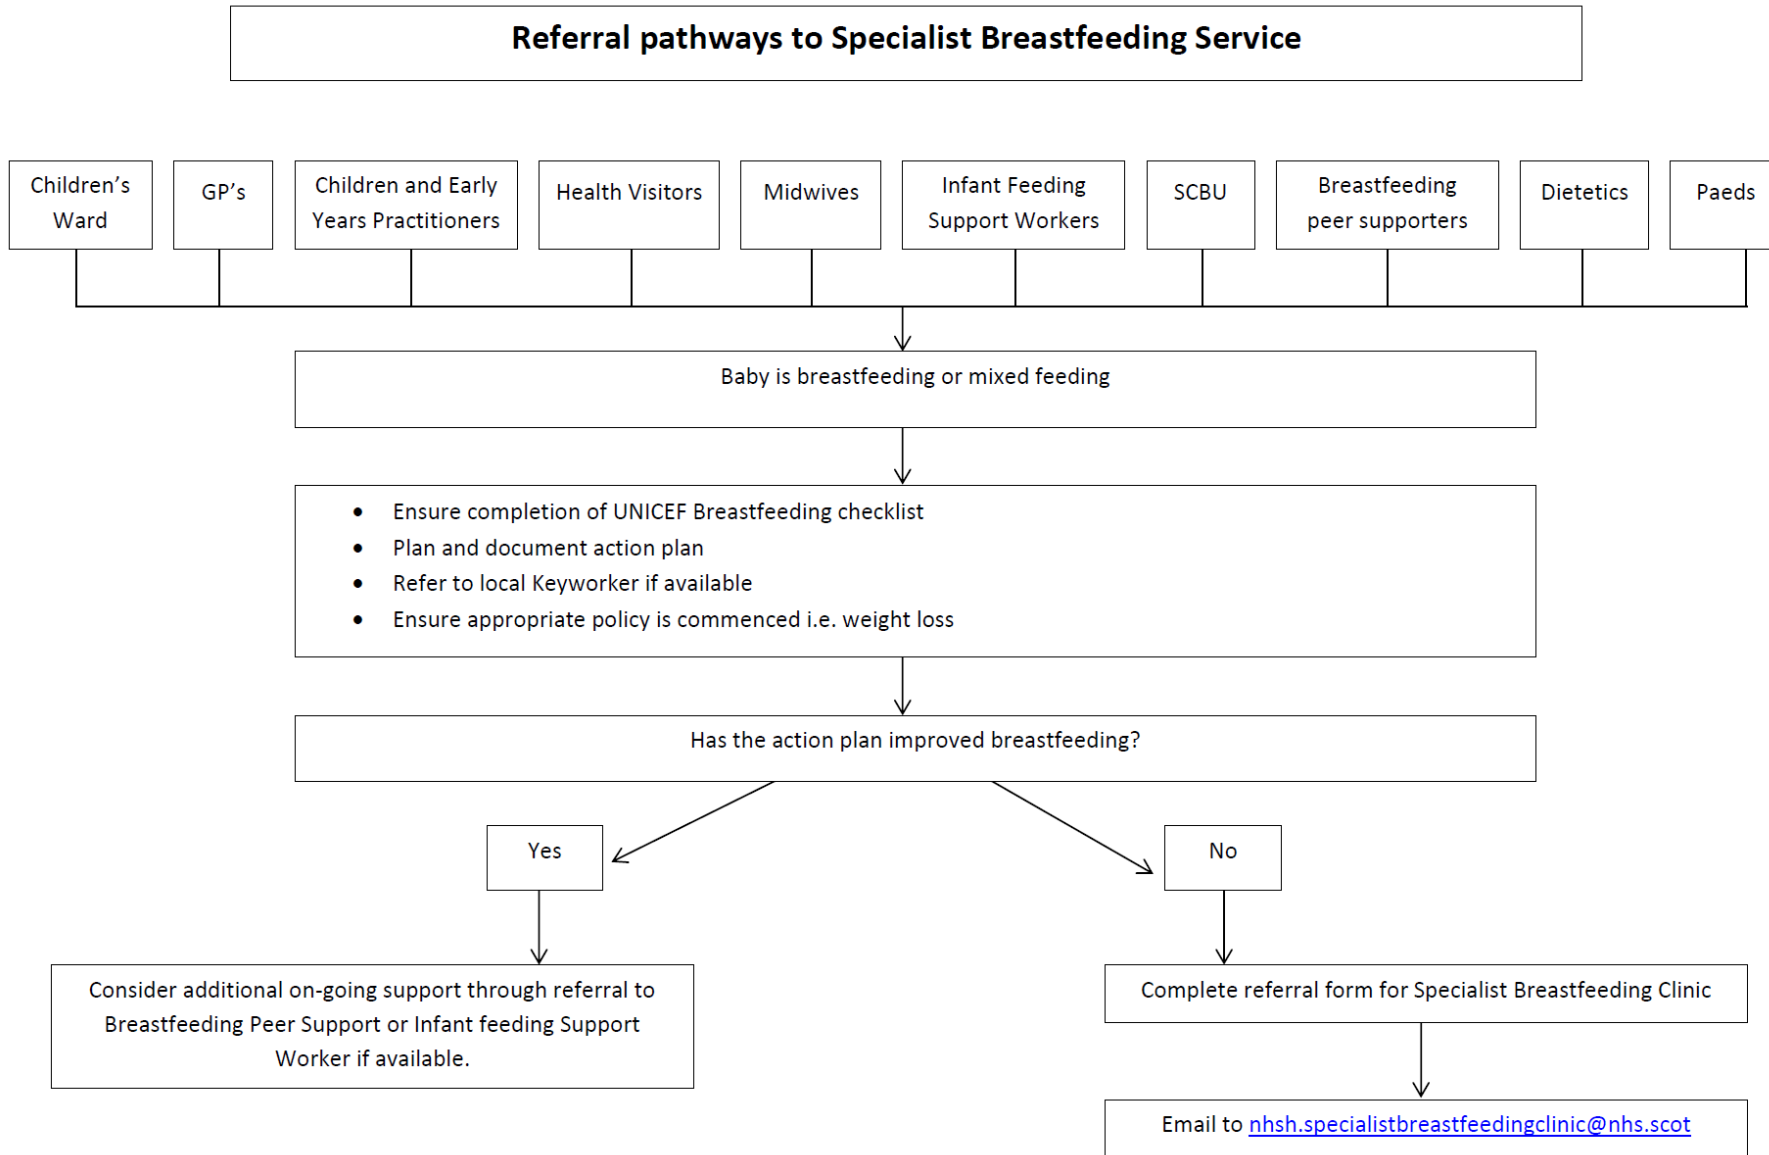 Referral pathways to Specialist Breastfeeding Service
Children’s
Ward
GP’s
Children and Early
Years Practitioners
Health Visitors
Midwives
Infant Feeding
Support Workers
SCBU
Breastfeeding
peer supporters
Dietetics
Paeds
Baby is breastfeeding or mixed feeding
• Ensure completion of UNICEF Breastfeeding checklist
• Plan and document action plan
• Refer to local Keyworker if available
• Ensure appropriate policy is commenced i.e. weight loss
Has the action plan improved breastfeeding?
Yes
No
Consider additional on-going support through referral to
Breastfeeding Peer Support or Infant feeding Support
Worker if available.
Complete referral form for Specialist Breastfeeding Clinic
Email to nhsh.specialistbreastfeedingclinic@nhs.scot